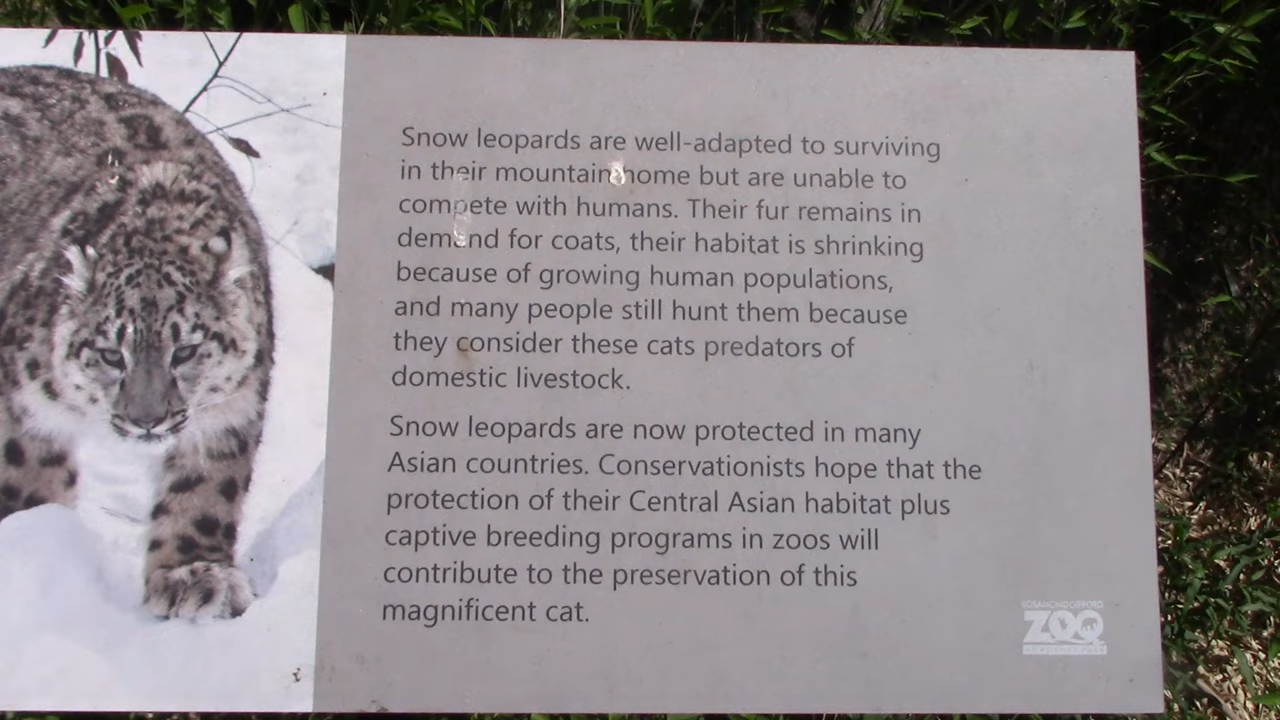 Snow leopards are well-adapted to surviving
in their mountain home but are unable to
compete with humans. Their fur remains in
demand for coats, their habitat is shrinking
because of growing human populations,
and many people still hunt them because
they consider these cats predators of
domestic livestock.
Snow leopards are now protected in many
Asian countries. Conservationists hope that the
protection of their Central Asian habitat plus
captive breeding programs in zoos will
contribute to the preservation of this
magnificent cat.
ROSAMOND GIFFORD
ZOO